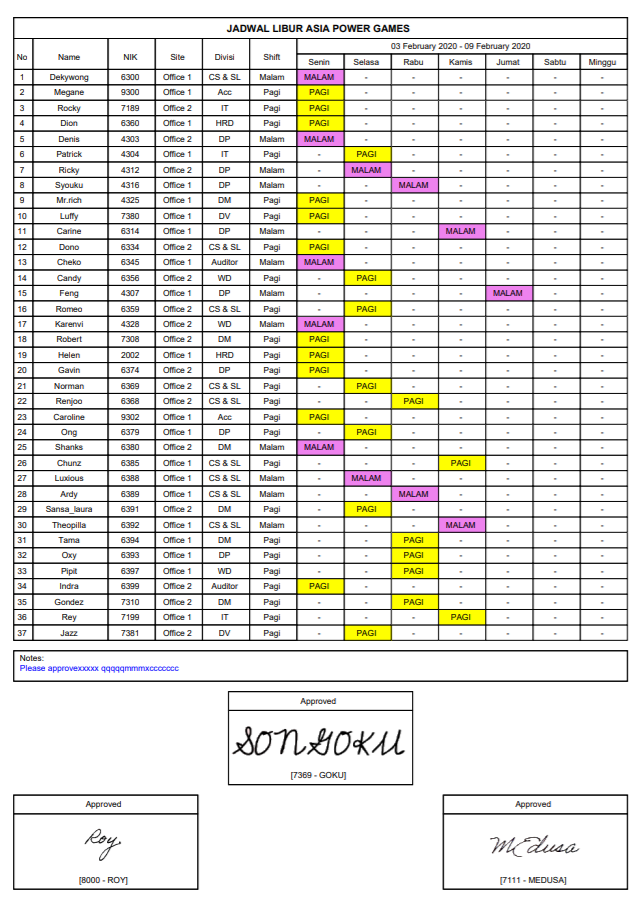 JADWAL LIBUR ASIA POWER GAMES
No Name NIK Site Divisi Shift 03 February 2020 - 09 February 2020
Senin Selasa Rabu Kamis Jumat Sabtu Minggu
1 Dekywong 6300 Office 1 CS & SL Malam MALAM - - - - - -
2 Megane 9300 Office 1 Acc Pagi PAGI - - - - - -
3 Rocky 7189 Office 2 IT Pagi PAGI - - - - - -
4 Dion 6360 Office 1 HRD Pagi PAGI - - - - - -
5 Denis 4303 Office 2 DP Malam MALAM - - - - - -
6 Patrick 4304 Office 1 IT Pagi - PAGI - - - - -
7 Ricky 4312 Office 2 DP Malam - MALAM - - - - -
8 Syouku 4316 Office 1 DP Malam - - MALAM - - - -
9 Mr.rich 4325 Office 1 DM Pagi PAGI - - - - - -
10 Luffy 7380 Office 1 DV Pagi PAGI - - - - - -
11 Carine 6314 Office 1 DP Malam - - - MALAM - - -
12 Dono 6334 Office 2 CS & SL Pagi PAGI - - - - - -
13 Cheko 6345 Office 1 Auditor Malam MALAM - - - - - -
14 Candy 6356 Office 2 WD Pagi - PAGI - - - - -
15 Feng 4307 Office 1 DP Malam - - - - MALAM - -
16 Romeo 6359 Office 2 CS & SL Pagi - PAGI - - - - -
17 Karenvi 4328 Office 2 WD Malam MALAM - - - - - -
18 Robert 7308 Office 2 DM Pagi PAGI - - - - - -
19 Helen 2002 Office 1 HRD Pagi PAGI - - - - - -
20 Gavin 6374 Office 2 DP Pagi PAGI - - - - - -
21 Norman 6369 Office 2 CS & SL Pagi - PAGI - - - - -
22 Renjoo 6368 Office 2 CS & SL Pagi - - PAGI - - - -
23 Caroline 9302 Office 1 Acc Pagi PAGI - - - - - -
24 Ong 6379 Office 1 DP Pagi - PAGI - - - - -
25 Shanks 6380 Office 2 DM Malam MALAM - - - - - -
26 Chunz 6385 Office 1 CS & SL Pagi - - - PAGI - - -
27 Luxious 6388 Office 1 CS & SL Malam - MALAM - - - - -
28 Ardy 6389 Office 1 CS & SL Malam - - MALAM - - - -
29 Sansa_laura 6391 Office 2 DM Pagi - PAGI - - - - -
30 Theopilla 6392 Office 1 CS & SL Malam - - - MALAM - - -
31 Tama 6394 Office 1 DM Pagi - - PAGI - - - -
32 Oxy 6393 Office 1 DP Pagi - - PAGI - - - -
33 Pipit 6397 Office 1 WD Pagi - - PAGI - - - -
34 Indra 6399 Office 2 Auditor Pagi PAGI - - - - - -
35 Gondez 7310 Office 2 DM Pagi - - PAGI - - - -
36 Rey 7199 Office 1 IT Pagi - - - PAGI - - -
37 Jazz 7381 Office 2 DV Pagi - PAGI - - - - -
Notes:
Please approvexxxxx qqqqqmmmxccccccc
Approved
SON GOKU
[7369 - GOKU]
Approved
Roy
[8000 - ROY]
Approved
MEdusa
[7111 - MEDUSA]